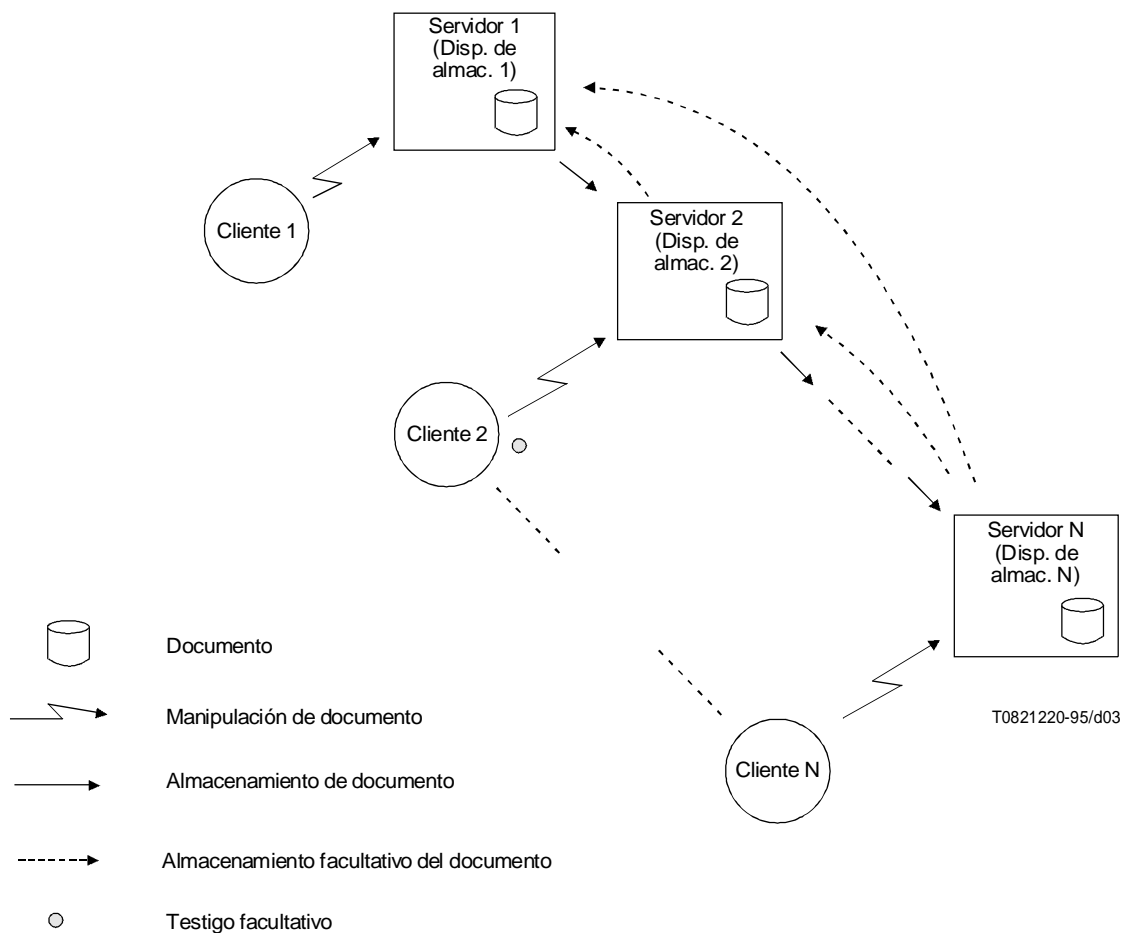 Servidor 1
(Disp. de
almac. 1)
Cliente 1
Servidor 2
(Disp. de
almac. 2)
Cliente 2
Servidor N
(Disp. de
almac. N)
Cliente N
T0821220-95/d03
Documento
Manipulación de documento
Almacenamiento de documento
Almacenamiento facultativo del documento
Testigo facultativo